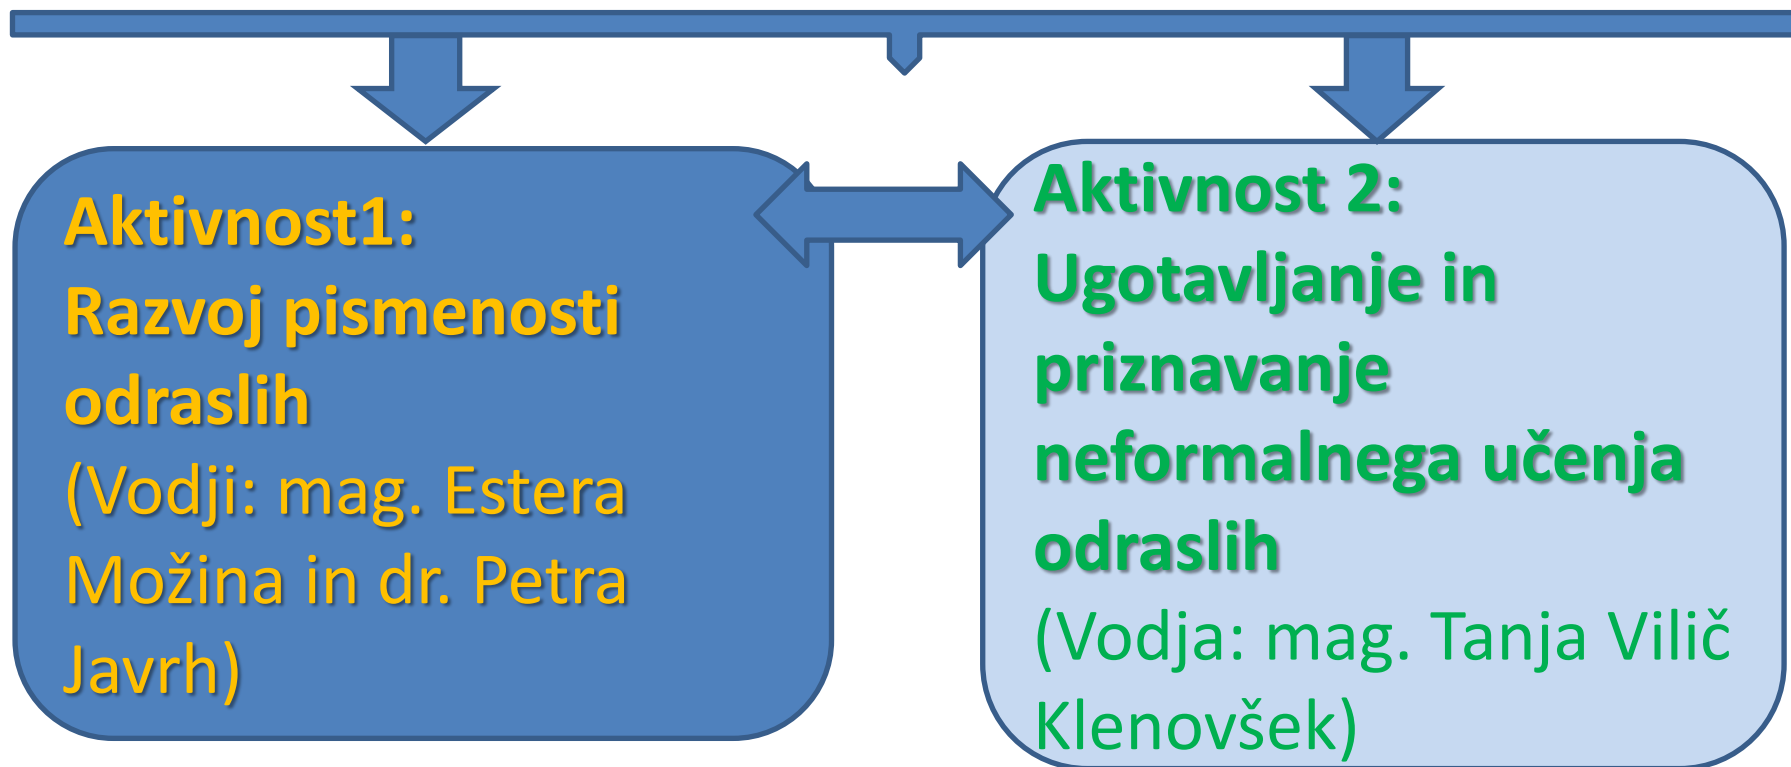 Aktivnost1:
Razvoj pismenosti
odraslih
(Vodji: mag. Estera
Možina in dr. Petra
Javrh)
Aktivnost 2:
Ugotavljanje in
priznavanje
neformalnega učenja
odraslih
(Vodja: mag. Tanja Vilič
Klenovšek)